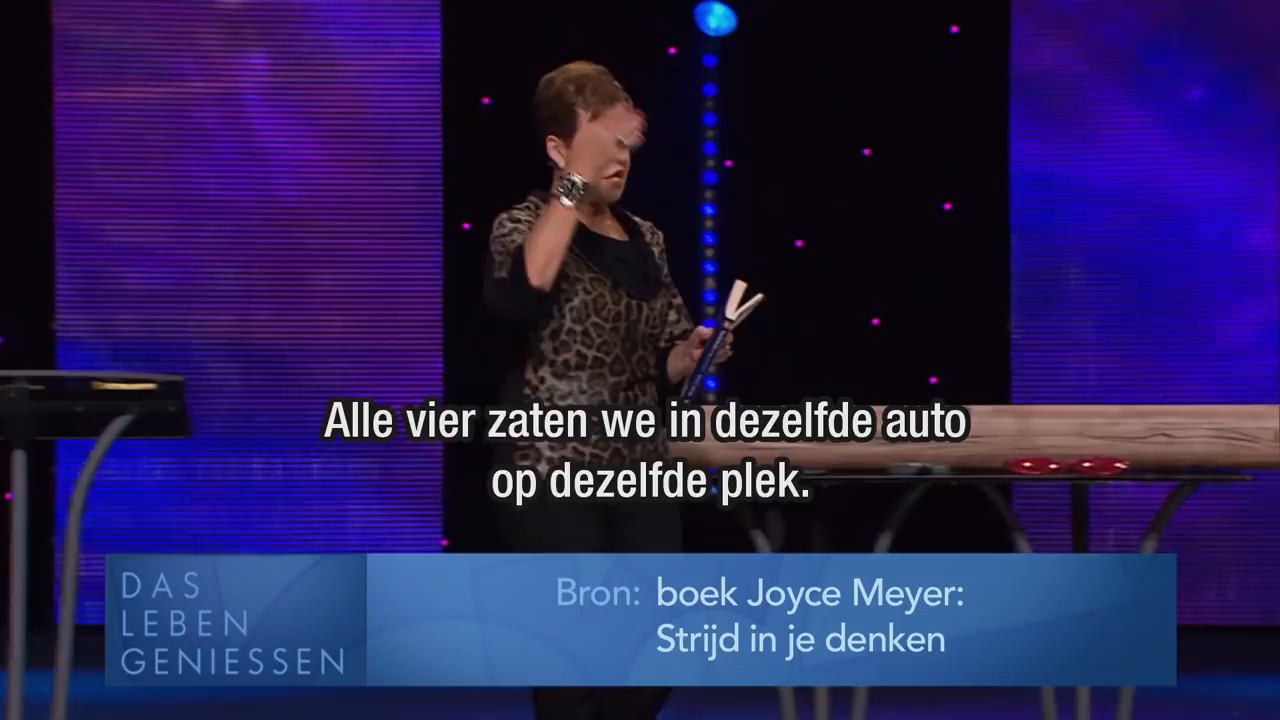 Alle vier zaten we in dezelfde auto
op dezelfde plek.
DAS
LEBEN
GENIESSEN
Bron: boek Joyce Meyer:
Strijd in je denken